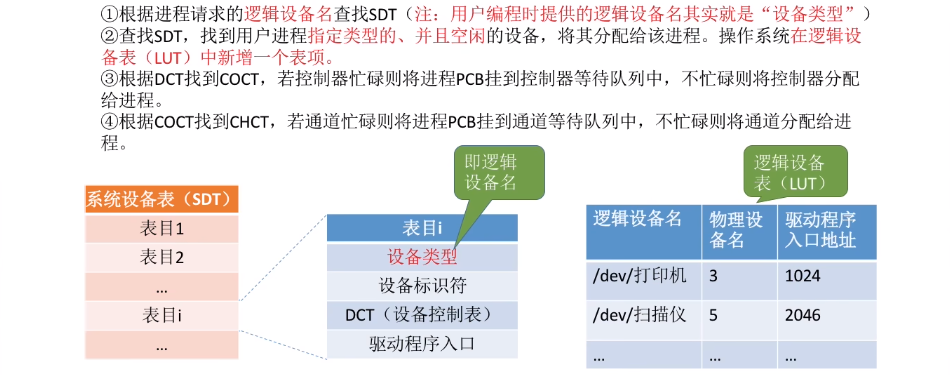 ①根据进程请求的逻辑设备名查找SDT（注：用户编程时提供的逻辑设备名其实就是“设备类型”）
②查找SDT，找到用户进程指定类型的、并且空闲的设备，将其分配给该进程。操作系统在逻辑设
备表（LUT）中新增一个表项。
③根据DCT找到COCT，若控制器忙碌则将进程PCB挂到控制器等待队列中，不忙碌则将控制器分配
给进程。
④根据COCT找到CHCT，若通道忙碌则将进程PCB挂到通道等待队列中，不忙碌则将通道分配给进
程。
即逻辑
设备名
逻辑设备
表（LUT）
系统设备表（SDT）
表目1
表目2
...
表目i
...
表目i
设备类型
设备标识符
DCT（设备控制表）
驱动程序入口
逻辑设备名 物理设 驱动程序
备名 入口地址
/dev/打印机 3 1024
/dev/扫描仪 5 2046
... ... ...